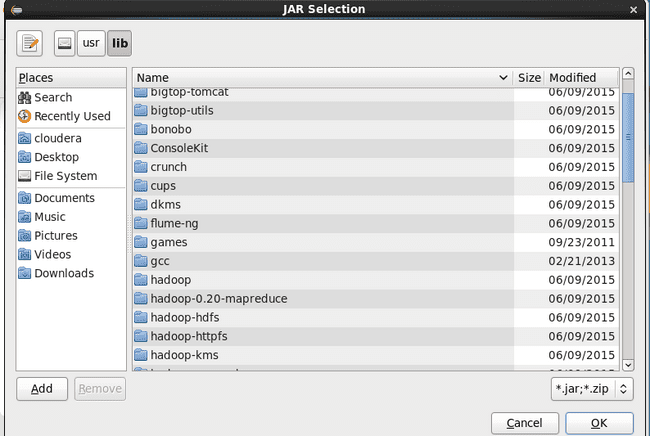 JAR Selection
usr lib
Places
Search
Recently Used
cloudera
Desktop
File System
Documents
Music
Pictures
Videos
Downloads
Name Size Modified
bigtop-tomcat 06/09/2015
bigtop-utils 06/09/2015
bonobo 06/09/2015
ConsoleKit 06/09/2015
crunch 06/09/2015
cups 06/09/2015
dkms 06/09/2015
flume-ng 06/09/2015
games 09/23/2011
gcc 02/21/2013
hadoop 06/09/2015
hadoop-0.20-mapreduce 06/09/2015
hadoop-hdfs 06/09/2015
hadoop-httpfs 06/09/2015
hadoop-kms 06/09/2015
Add Remove *.jar;*.zip
Cancel OK